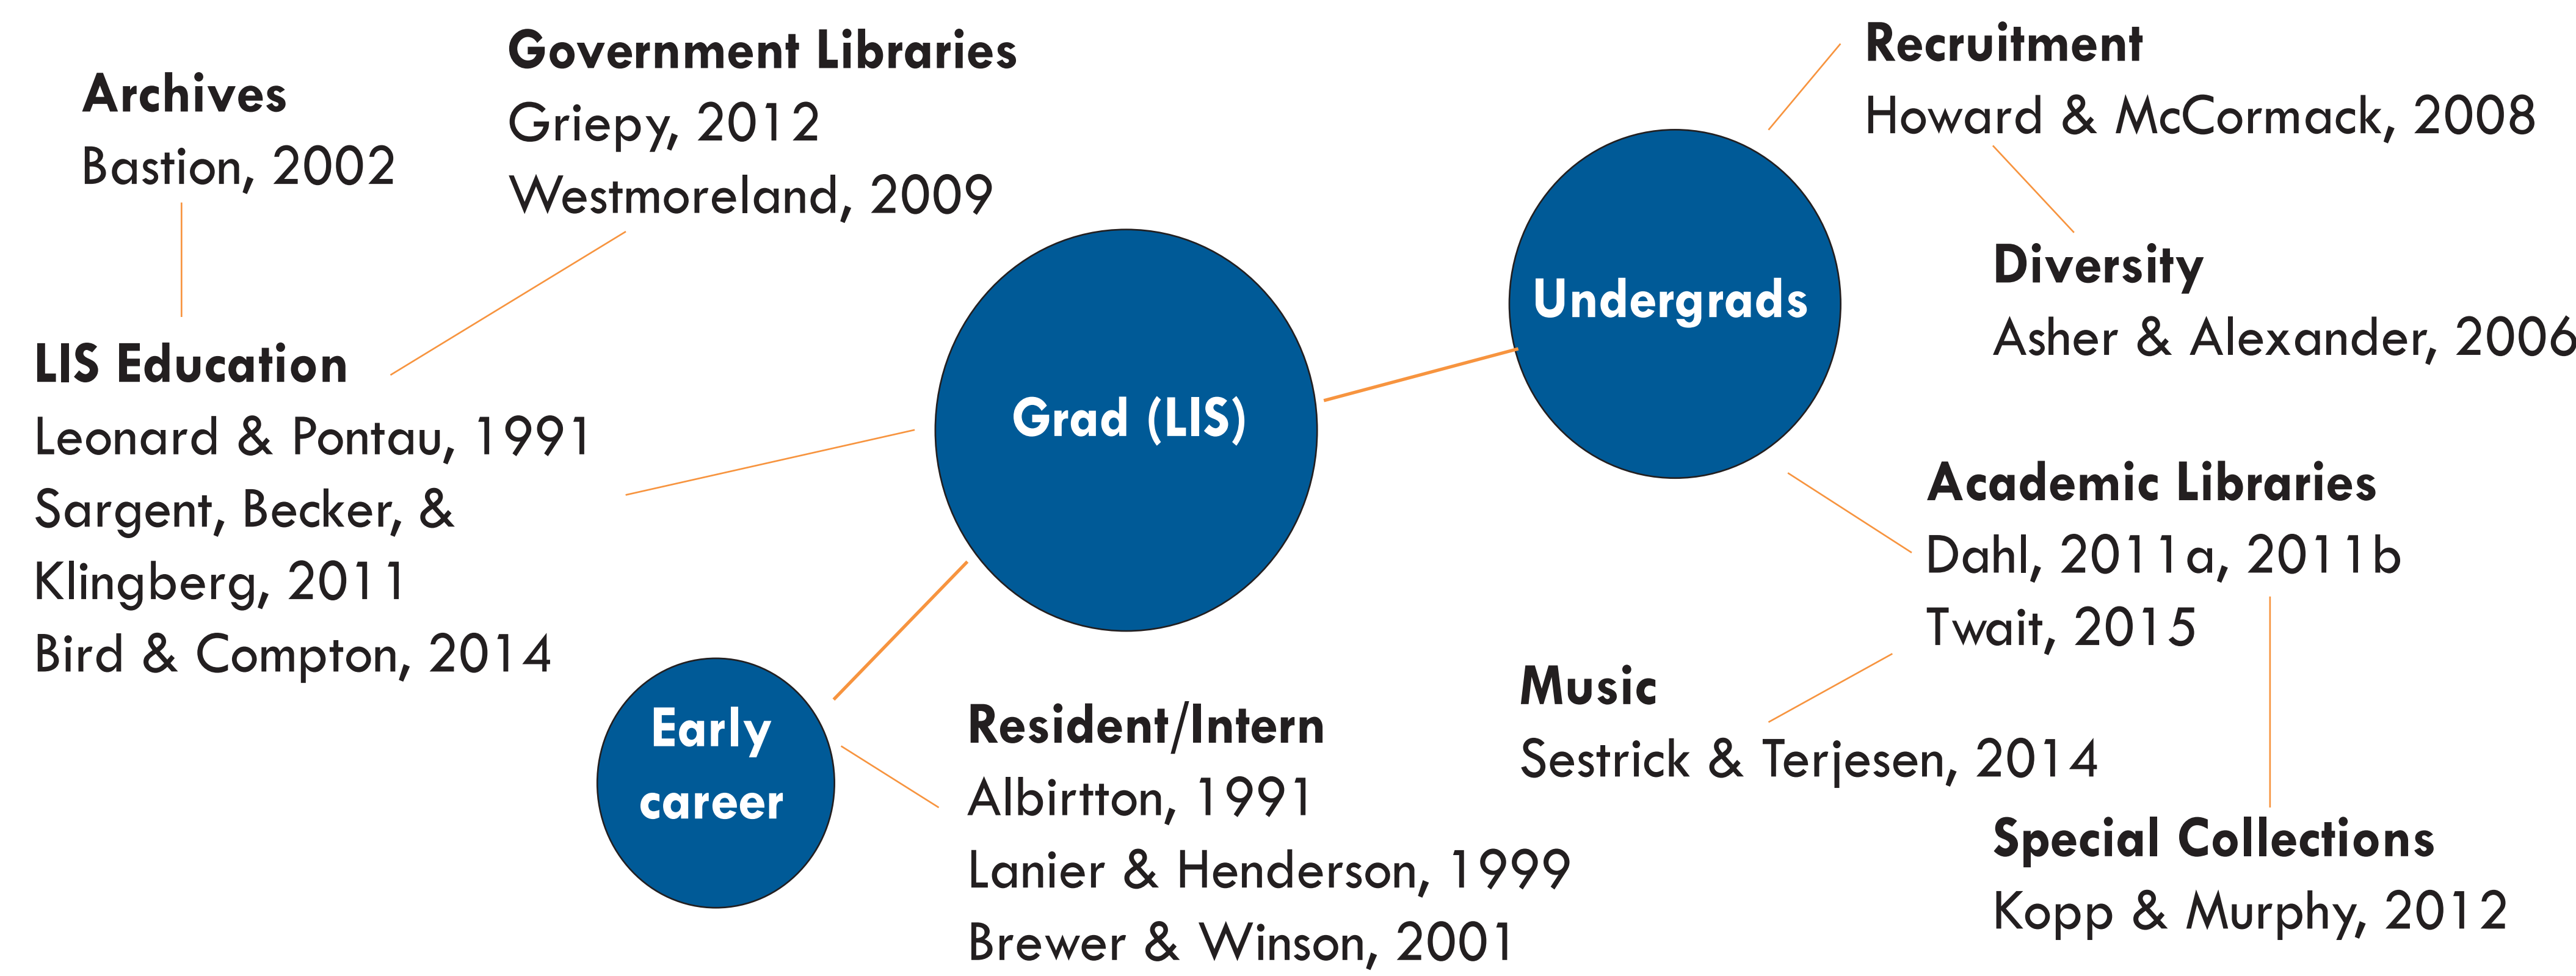 Archives
Bastion, 2002
Government Libraries
Griepy, 2012
Westmoreland, 2009
LIS Education
Leonard & Pontau, 1991
Sargent, Becker, &
Klingberg, 2011
Bird & Compton, 2014
Grad (LIS)
Early
career
Resident/Intern
Albirtton, 1991
Lanier & Henderson, 1999
Brewer & Winson, 2001
Undergrads
Recruitment
Howard & McCormack, 2008
Diversity
Asher & Alexander, 2006
Academic Libraries
Dahl, 2011a, 2011b
Twait, 2015
Music
Sestrick & Terjesen, 2014
Special Collections
Kopp & Murphy, 2012